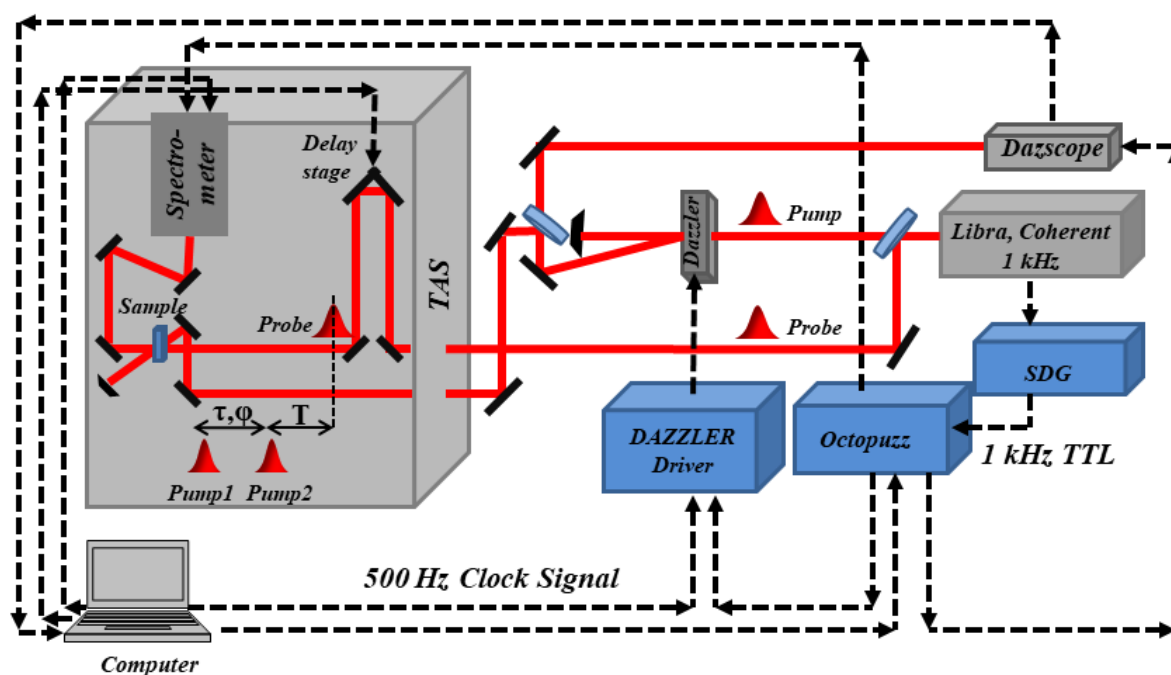 Dazscope
Spectro-
meter
Delay
stage
TAS
Dazzler
Pump
Libra, Coherent
1 kHz
Sample
Probe
Probe
SDG
τ,φ
T
DAZZLER
Driver
Octopuzz
1 kHz TTL
Pump1
Pump2
500 Hz Clock Signal
Computer